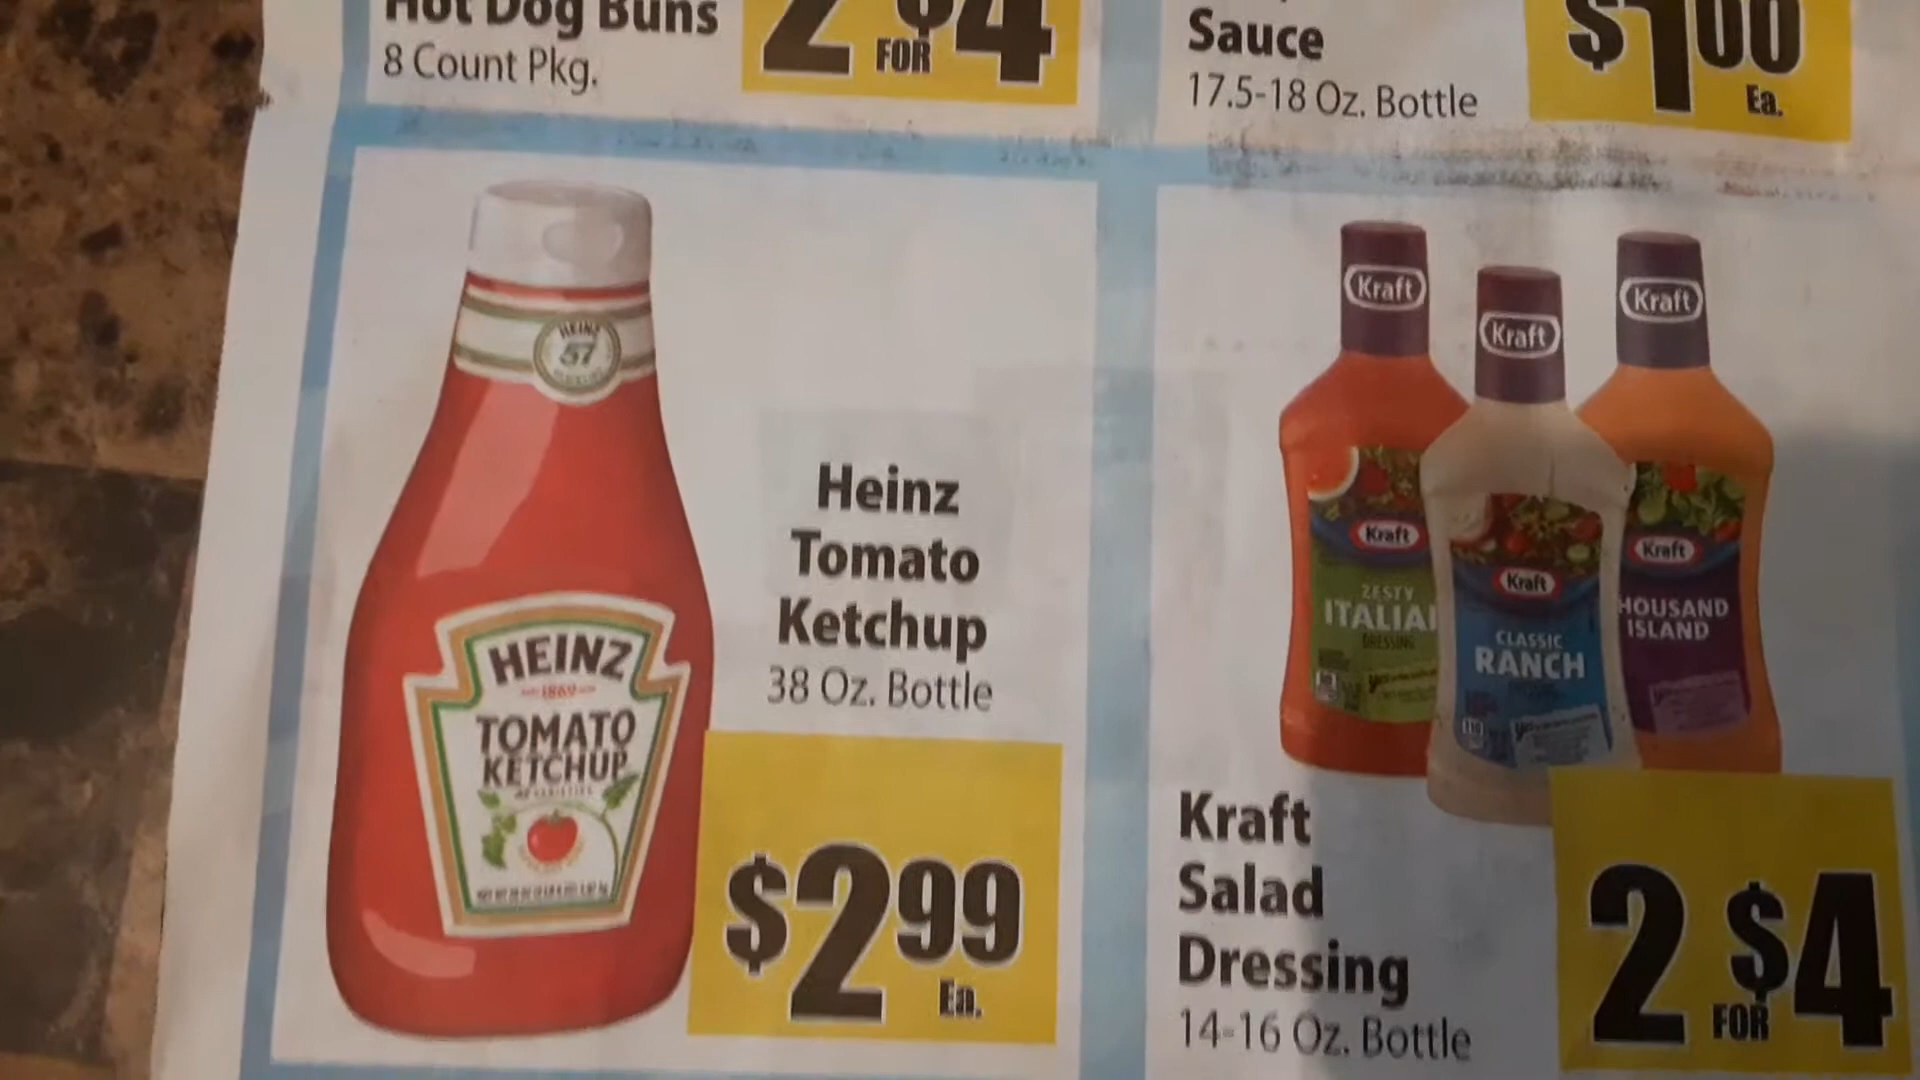 Hot Dog Buns
8 Count Pkg.
2 FOR $4
Sauce
17.5-18 Oz. Bottle
$1.00
Ea.
HEINZ
57
HEINZ
1869
TOMATO
KETCHUP
Heinz
Tomato
Ketchup
38 Oz. Bottle
$2.99
Ea.
Kraft
Kraft
Kraft
Kraft
ZESTY
ITALIAN
DRESSING
Kraft
CLASSIC
RANCH
Kraft
HOUSAND
ISLAND
Kraft
Salad
Dressing
14-16 Oz. Bottle
2 FOR $4